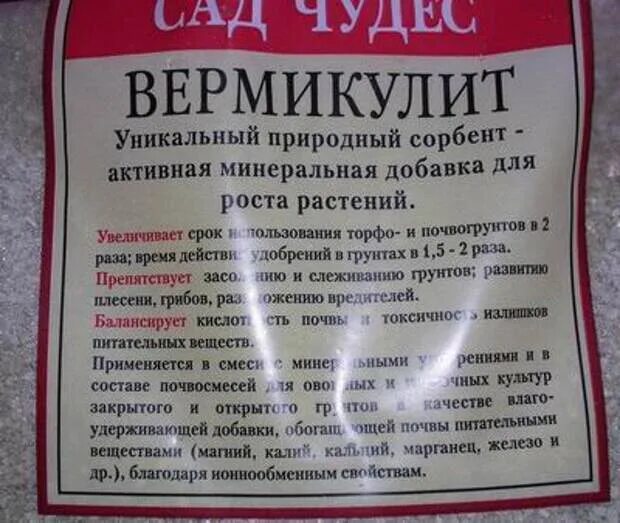 САД ЧУДЕС
ВЕРМИКУЛИТ
Уникальный природный сорбент -
активная минеральная добавка для
роста растений.
Увеличивает срок использования торфо- и почвогрунтов в 2
раза; время действия удобрений в грунтах в 1,5 - 2 раза.
Препятствует засолению и слеживанию грунтов; развитию
плесени, грибов, размножению вредителей.
Балансирует кислотность почвы и токсичность излишков
питательных веществ.
Применяется в смеси с минеральными удобрениями и в
составе почвосмесей для овощных и цветочных культур
закрытого и открытого грунтов в качестве влаго-
удерживающей добавки, обогащающей почвы питательными
веществами (магний, калий, кальций, марганец, железо и
др.), благодаря ионнообменным свойствам.